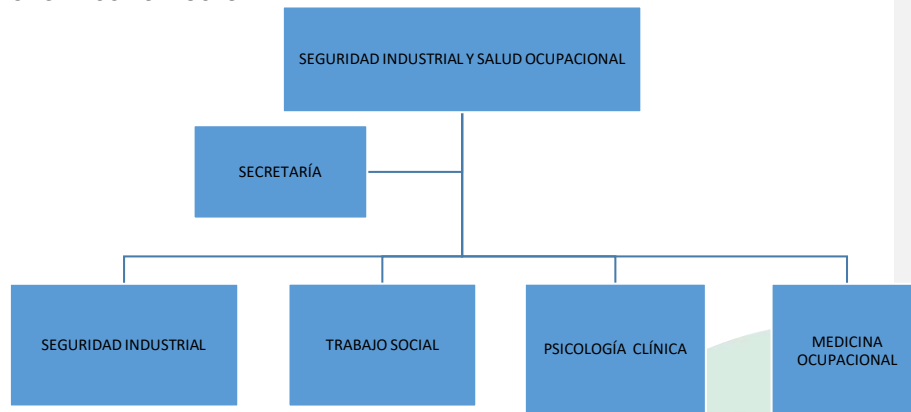 SEGURIDAD INDUSTRIAL Y SALUD OCUPACIONAL
SECRETARÍA
SEGURIDAD INDUSTRIAL
TRABAJO SOCIAL
PSICOLOGÍA CLÍNICA
MEDICINA
OCUPACIONAL